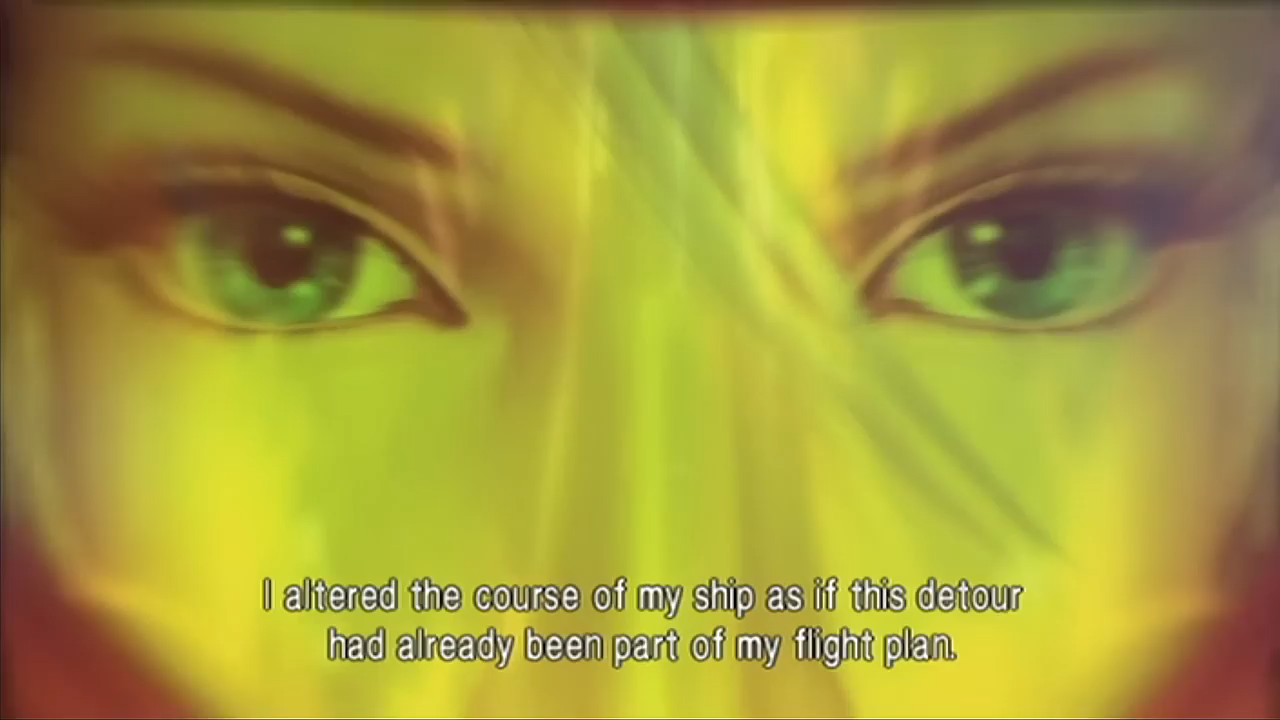 I altered the course of my ship as if this detour
had already been part of my flight plan.